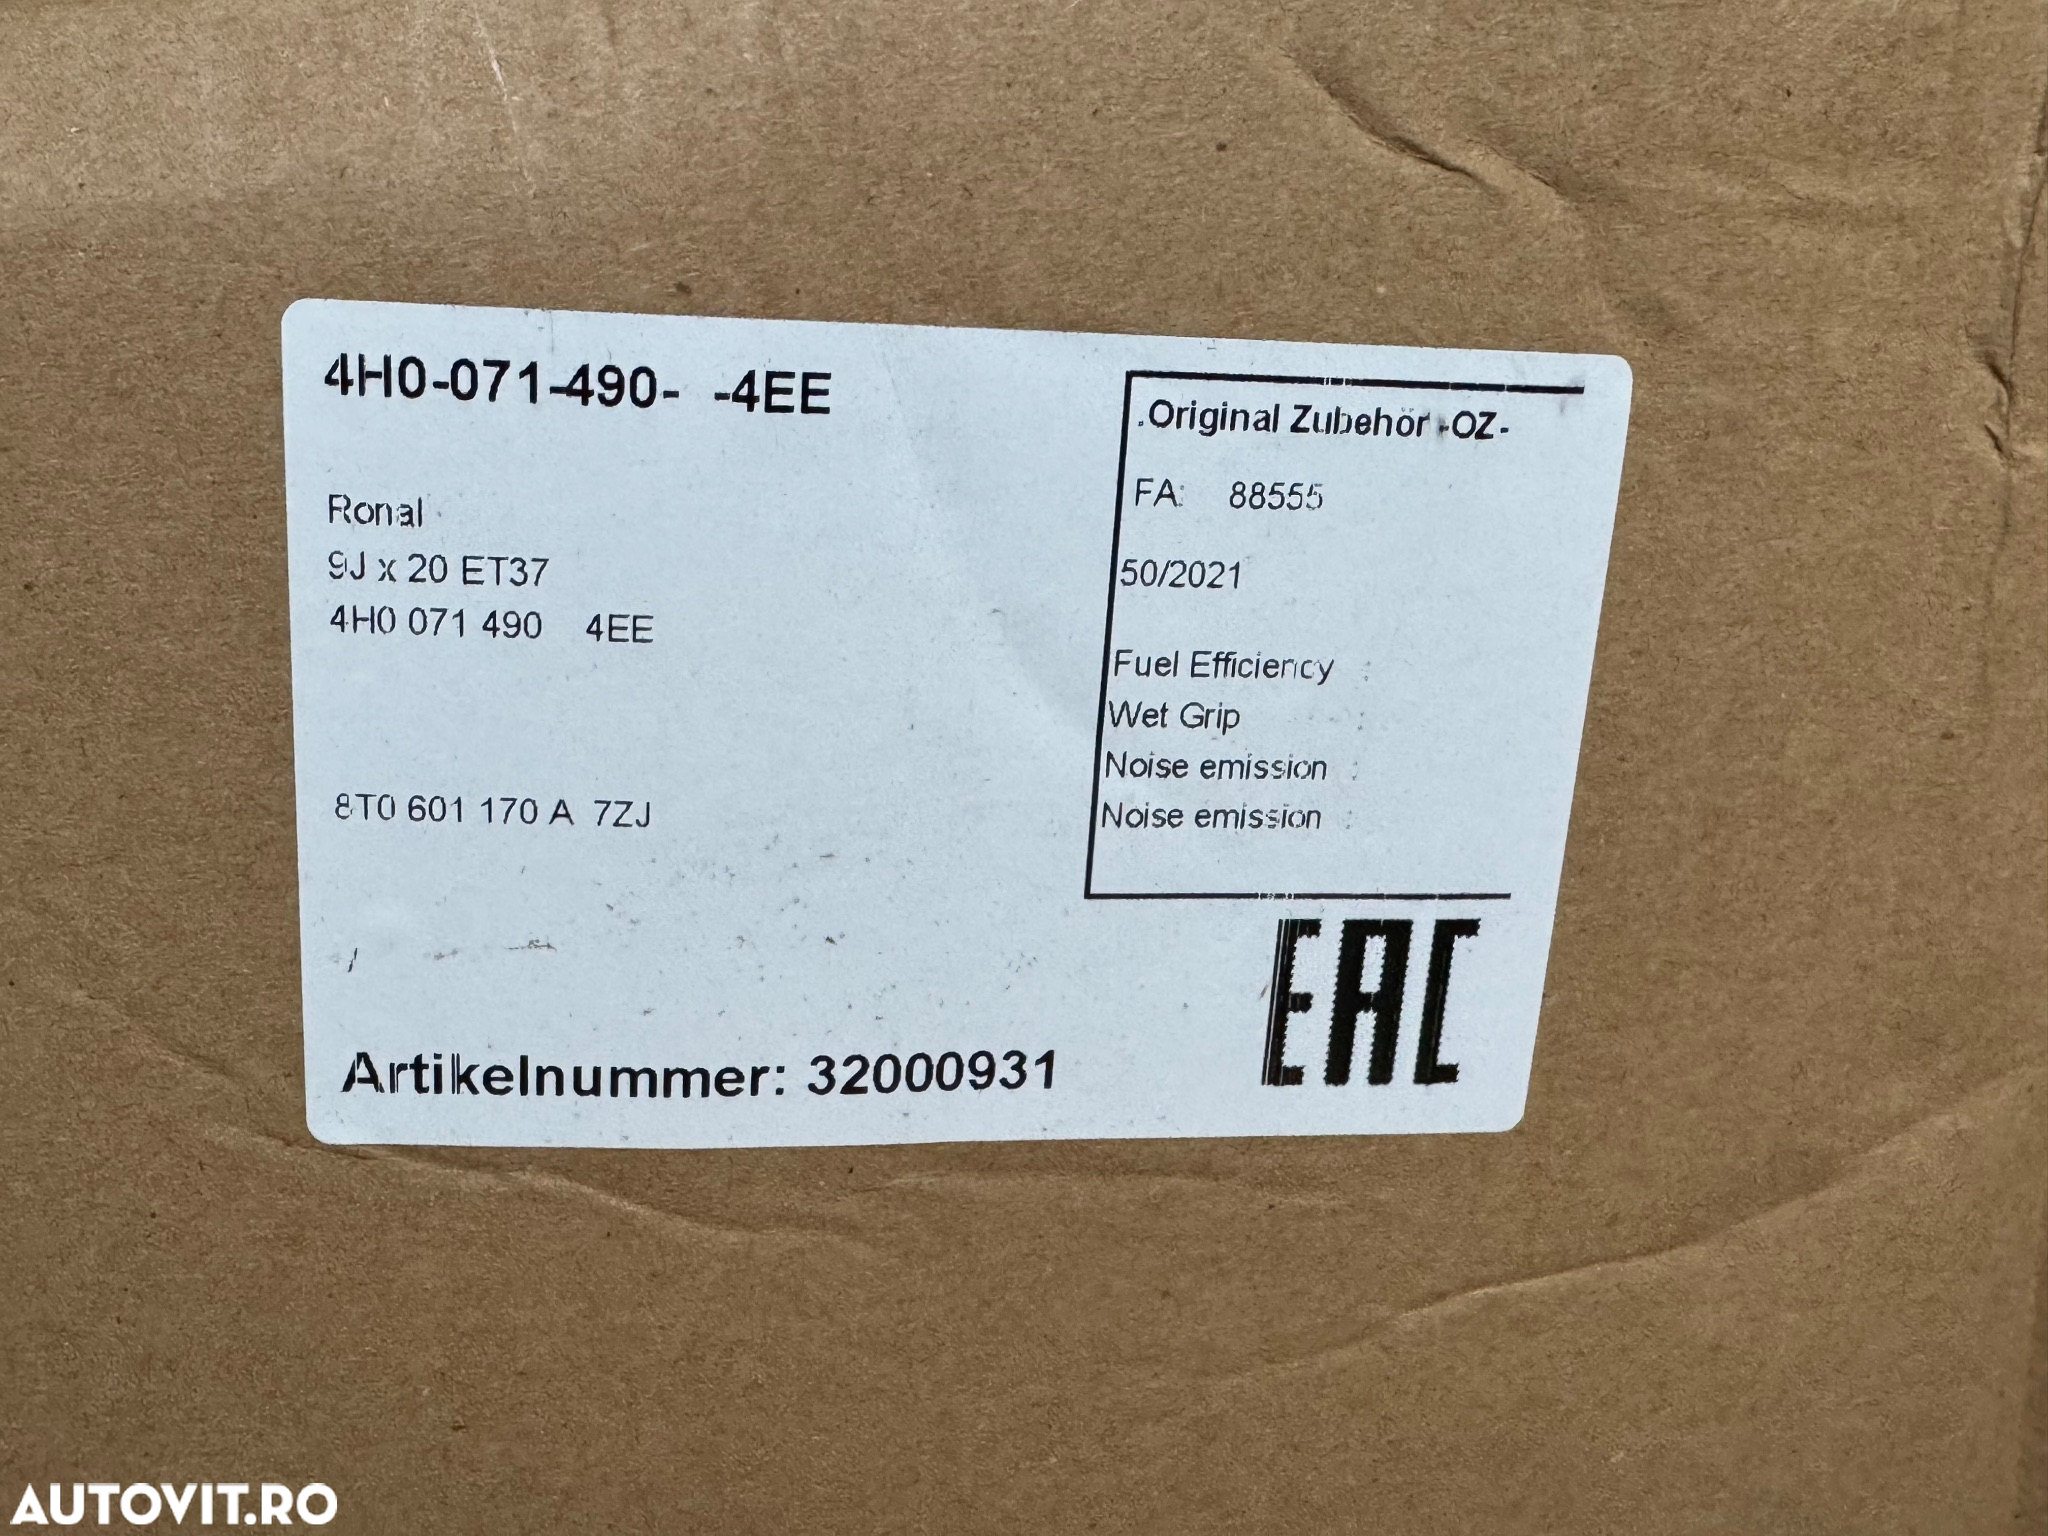 4H0-071-490- -4EE
Ronal
9J x 20 ET37
4H0 071 490 4EE
8T0 601 170 A 7ZJ
Artikelnummer: 32000931
Original Zubehör -OZ-
FA: 88555
50/2021
Fuel Efficiency :
Wet Grip :
Noise emission :
Noise emission :
EAC
AUTOVIT.RO